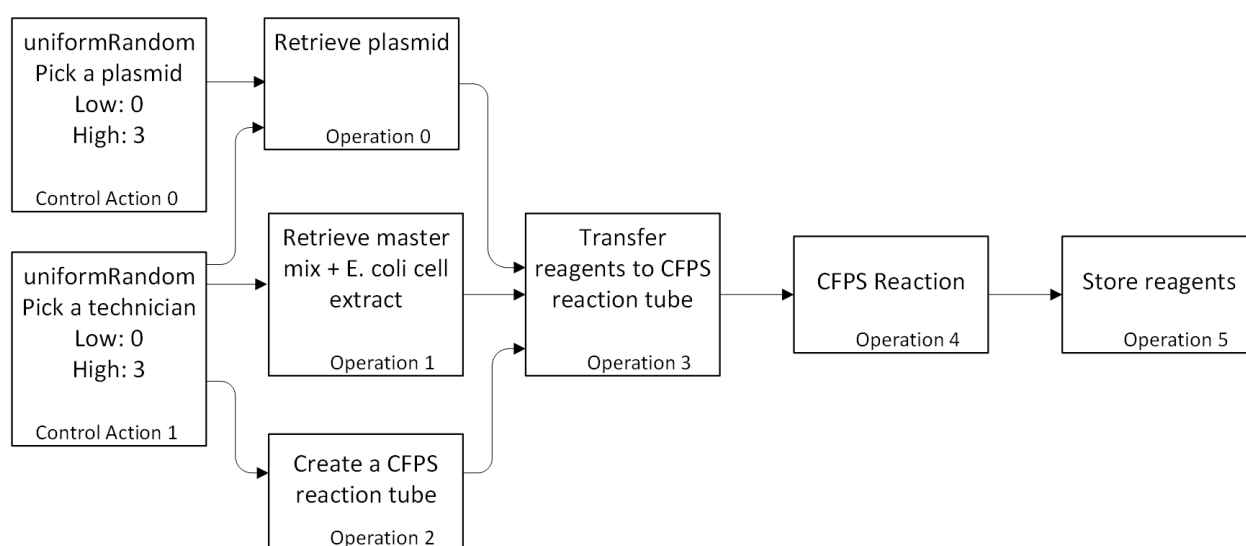 uniformRandom
Pick a plasmid
Low: 0
High: 3
Control Action 0
Retrieve plasmid
Operation 0
uniformRandom
Pick a technician
Low: 0
High: 3
Control Action 1
Retrieve master
mix + E. coli cell
extract
Operation 1
Create a CFPS
reaction tube
Operation 2
Transfer
reagents to CFPS
reaction tube
Operation 3
CFPS Reaction
Operation 4
Store reagents
Operation 5